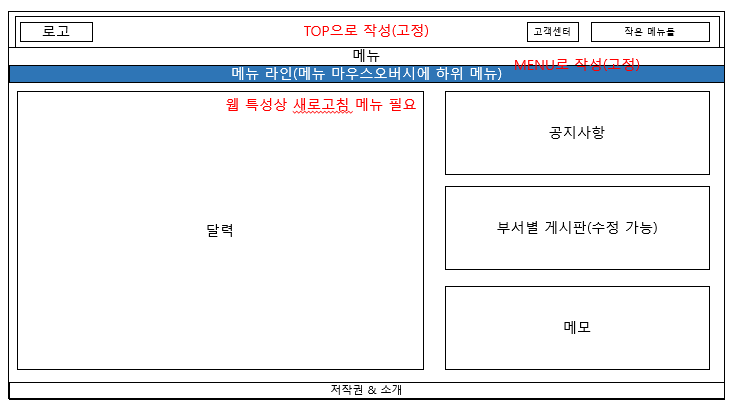 로고
TOP으로 작성(고정)
고객센터
작은 메뉴들
메뉴
MENU로 작성(고정)
메뉴 라인(메뉴 마우스오버시에 하위 메뉴)
웹 특성상 새로고침 메뉴 필요
공지사항
달력
부서별 게시판(수정 가능)
메모
저작권 & 소개